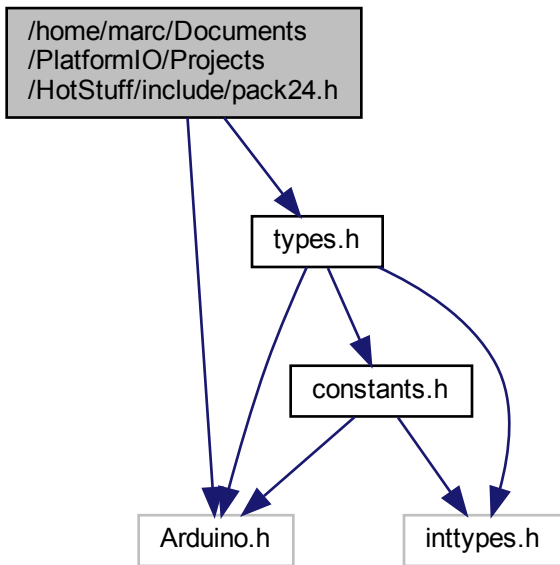 /home/marc/Documents
/PlatformIO/Projects
/HotStuff/include/pack24.h
types.h
constants.h
Arduino.h
inttypes.h